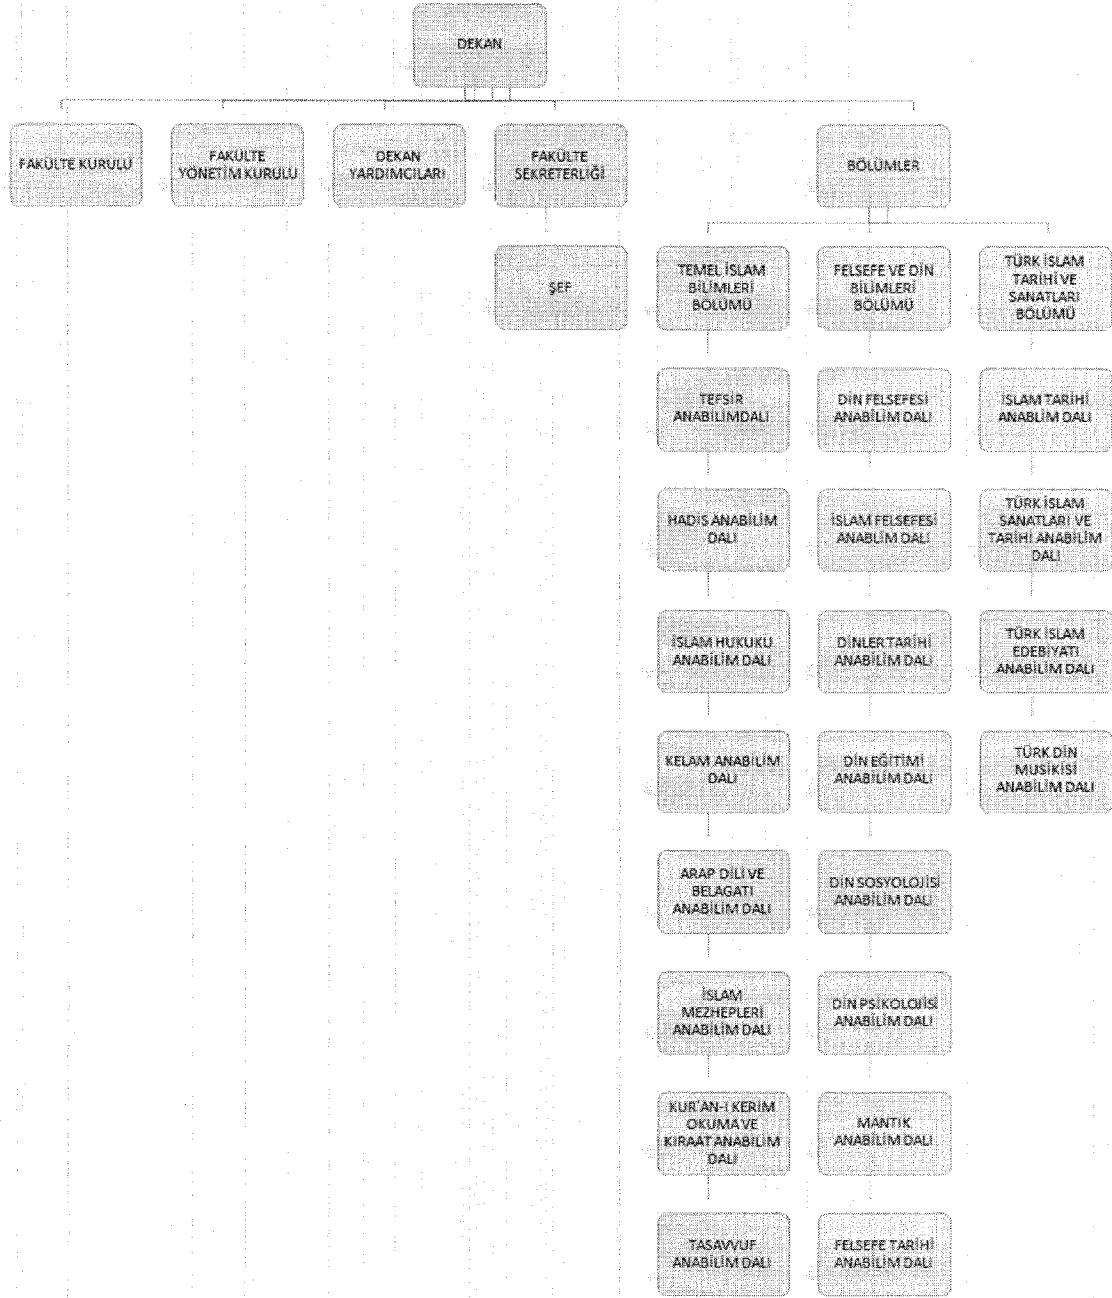 DEKAN
FAKÜLTE KURULU
FAKÜLTE
YÖNETİM KURULU
DEKAN
YARDIMCILARI
FAKÜLTE
SEKRETERLİĞİ
BÖLÜMLER
ŞEF
TEMEL İSLAM
BİLİMLERİ
BÖLÜMÜ
FELSEFE VE DİN
BİLİMLERİ
BÖLÜMÜ
TÜRK İSLAM
TARİHİ VE
SANATLARI
BÖLÜMÜ
TEFSİR
ANABİLİMDALI
DİN FELSEFESİ
ANABİLİM DALI
İSLAM TARİHİ
ANABLİM DALI
HADİS ANABİLİM
DALI
İSLAM FELSEFESİ
ANABLİM DALI
TÜRK İSLAM
SANATLARI VE
TARİHİ ANABİLİM
DALI
İSLAM HUKUKU
ANABİLİM DALI
DİNLER TARİHİ
ANABİLİM DALI
TÜRK İSLAM
EDEBİYATI
ANABİLİM DALI
KELAM ANABİLİM
DALI
DİN EĞİTİMİ
ANABİLİM DALI
TÜRK DİN
MUSİKİSİ
ANABİLİM DALI
ARAP DİLİ VE
BELAGATI
ANABİLİM DALI
DİN SOSYOLOJİSİ
ANABİLİM DALI
İSLAM
MEZHEPLERİ
ANABİLİM DALI
DİN PSİKOLOJİSİ
ANABİLİM DALI
KUR'AN-I KERİM
OKUMA VE
KIRAAT ANABİLİM
DALI
MANTIK
ANABİLİM DALI
TASAVVUF
ANABİLİM DALI
FELSEFE TARİHİ
ANABİLİM DALI